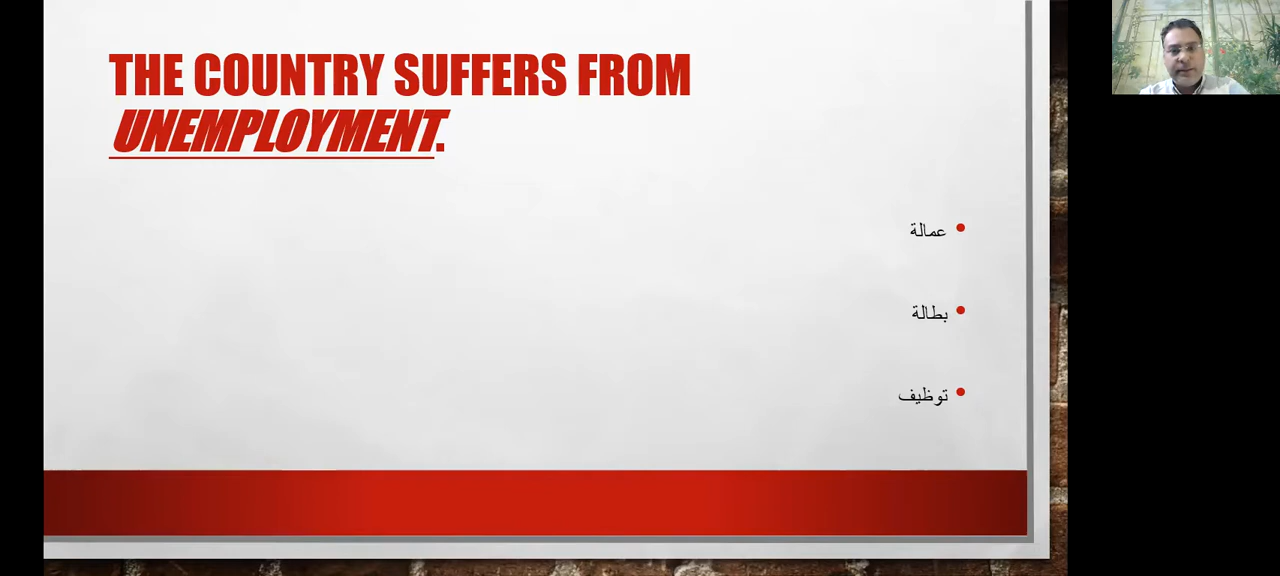 THE COUNTRY SUFFERS FROM
UNEMPLOYMENT.
• عمالة
• بطالة
• توظيف